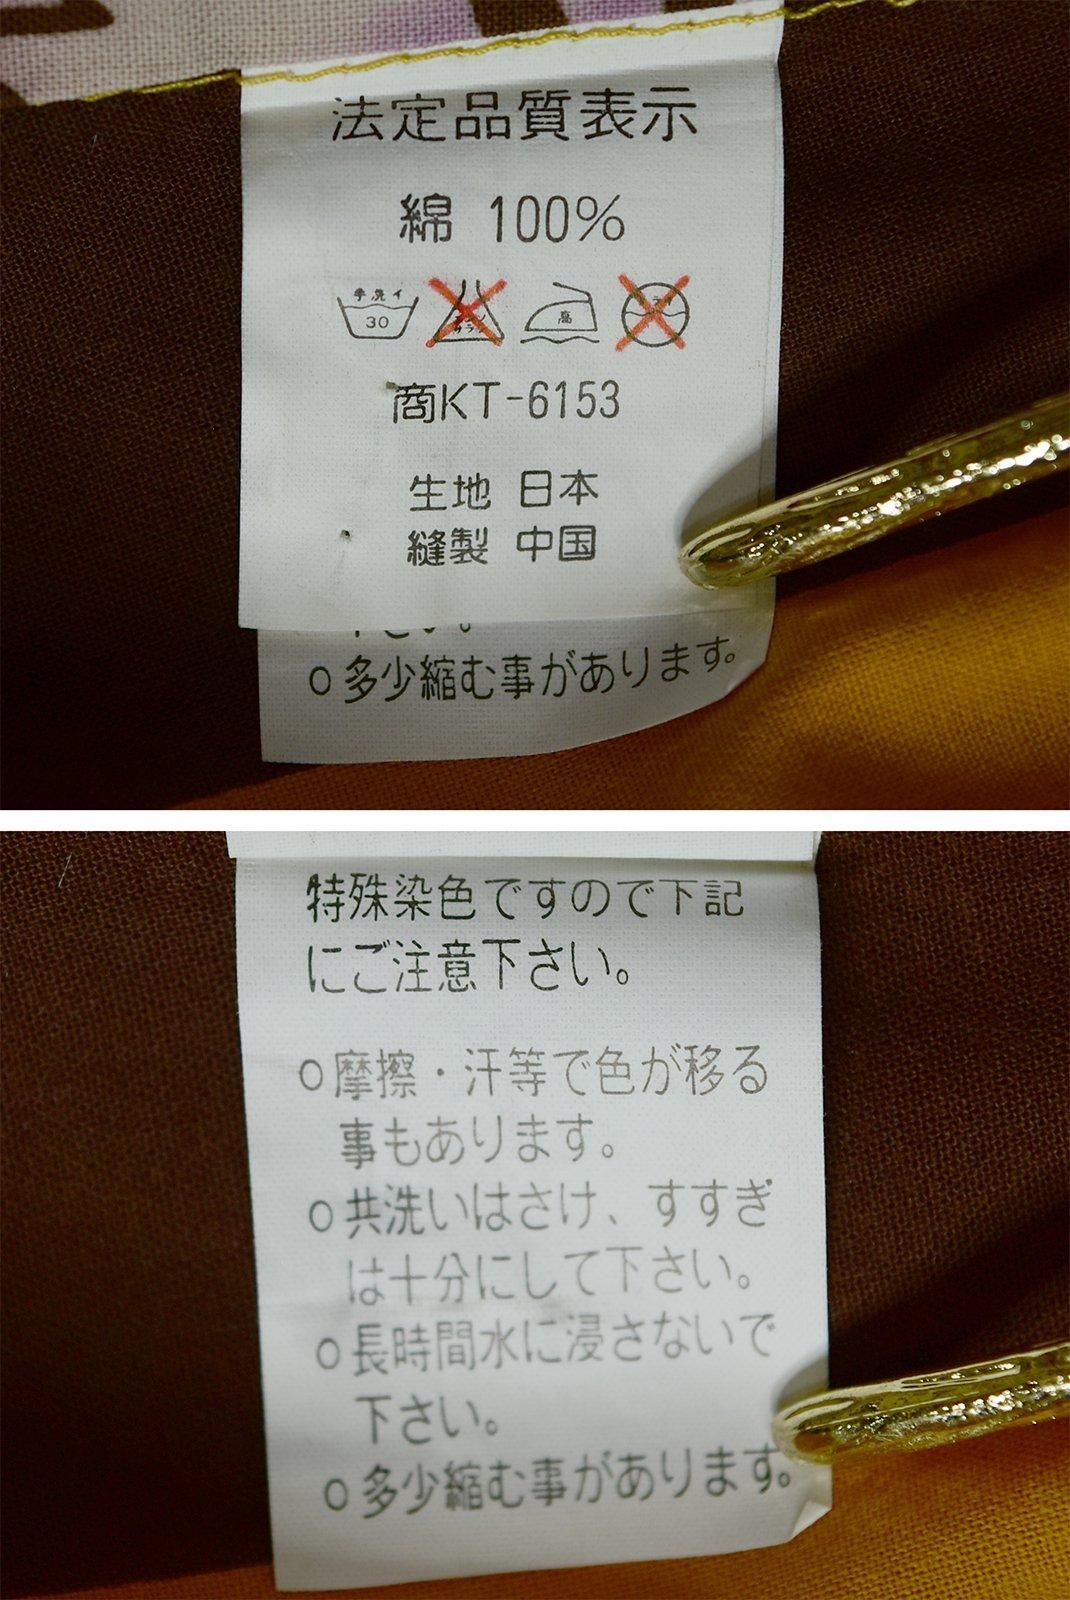 法定品質表示
綿 100%
手洗イ
30
高
商KT-6153
生地 日本
縫製 中国
下さい。
○多少縮む事があります。
特殊染色ですので下記
にご注意下さい。
○摩擦・汗等で色が移る
事もあります。
○共洗いはさけ、すすぎ
は十分にして下さい。
○長時間水に浸さないで
下さい。
○多少縮む事があります。